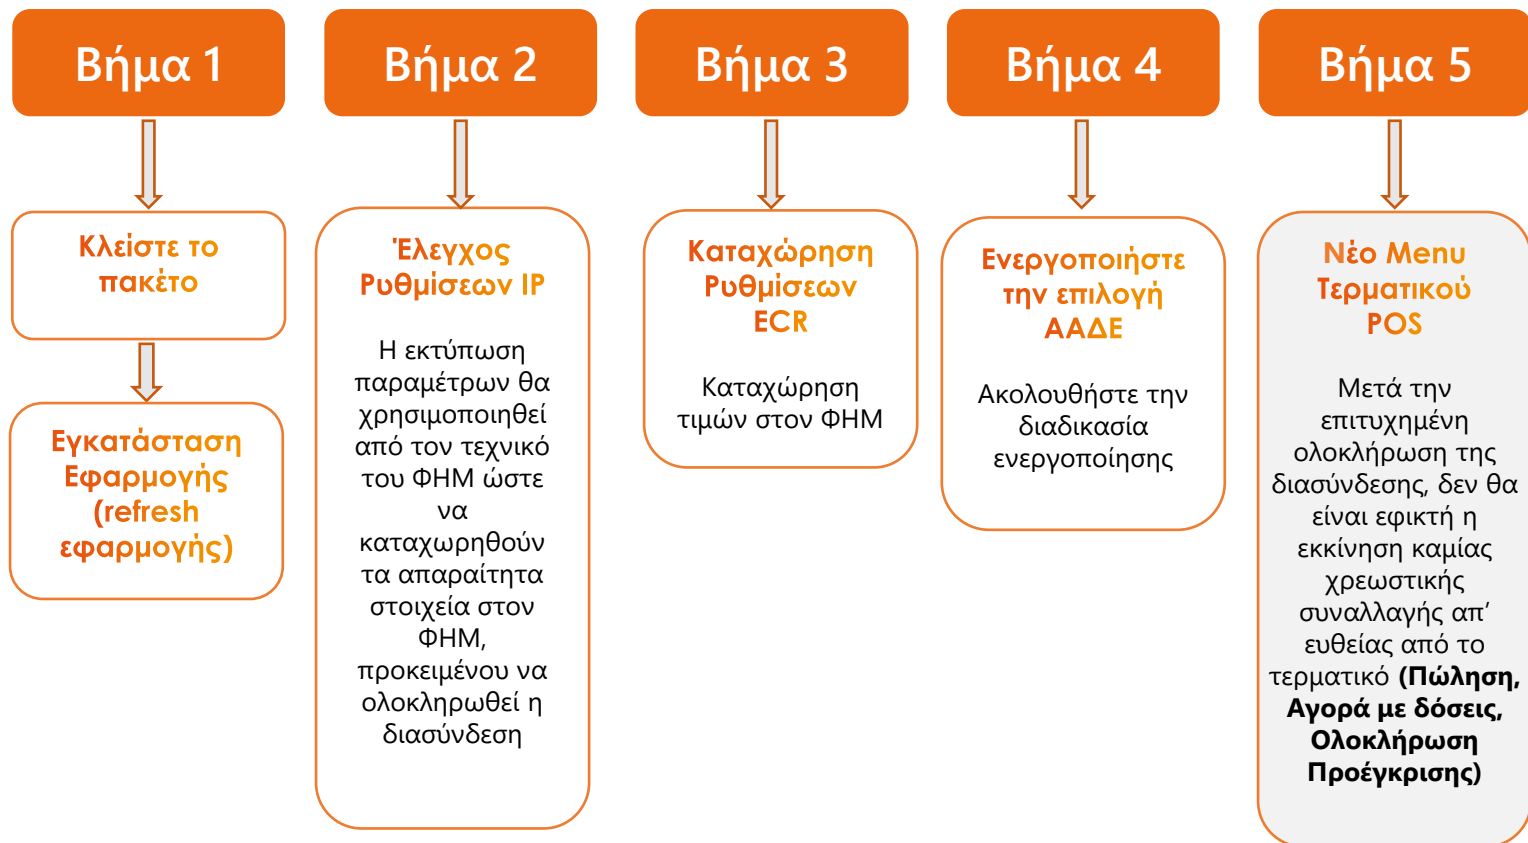 Βήμα 1
Κλείστε το
πακέτο
Εγκατάσταση
Εφαρμογής
(refresh
εφαρμογής)
Βήμα 2
Έλεγχος
Ρυθμίσεων IP
Η εκτύπωση
παραμέτρων θα
χρησιμοποιηθεί
από τον τεχνικό
του ΦΗΜ ώστε
να
καταχωρηθούν
τα απαραίτητα
στοιχεία στον
ΦΗΜ,
προκειμένου να
ολοκληρωθεί η
διασύνδεση
Βήμα 3
Καταχώρηση
Ρυθμίσεων
ECR
Καταχώρηση
τιμών στον ΦΗΜ
Βήμα 4
Ενεργοποιήστε
την επιλογή
ΑΑΔΕ
Ακολουθήστε την
διαδικασία
ενεργοποίησης
Βήμα 5
Νέο Menu
Τερματικού
POS
Μετά την
επιτυχημένη
ολοκλήρωση της
διασύνδεσης, δεν θα
είναι εφικτή η
εκκίνηση καμίας
χρεωστικής
συναλλαγής απ’
ευθείας από το
τερματικό (Πώληση,
Αγορά με δόσεις,
Ολοκλήρωση
Προέγκρισης)